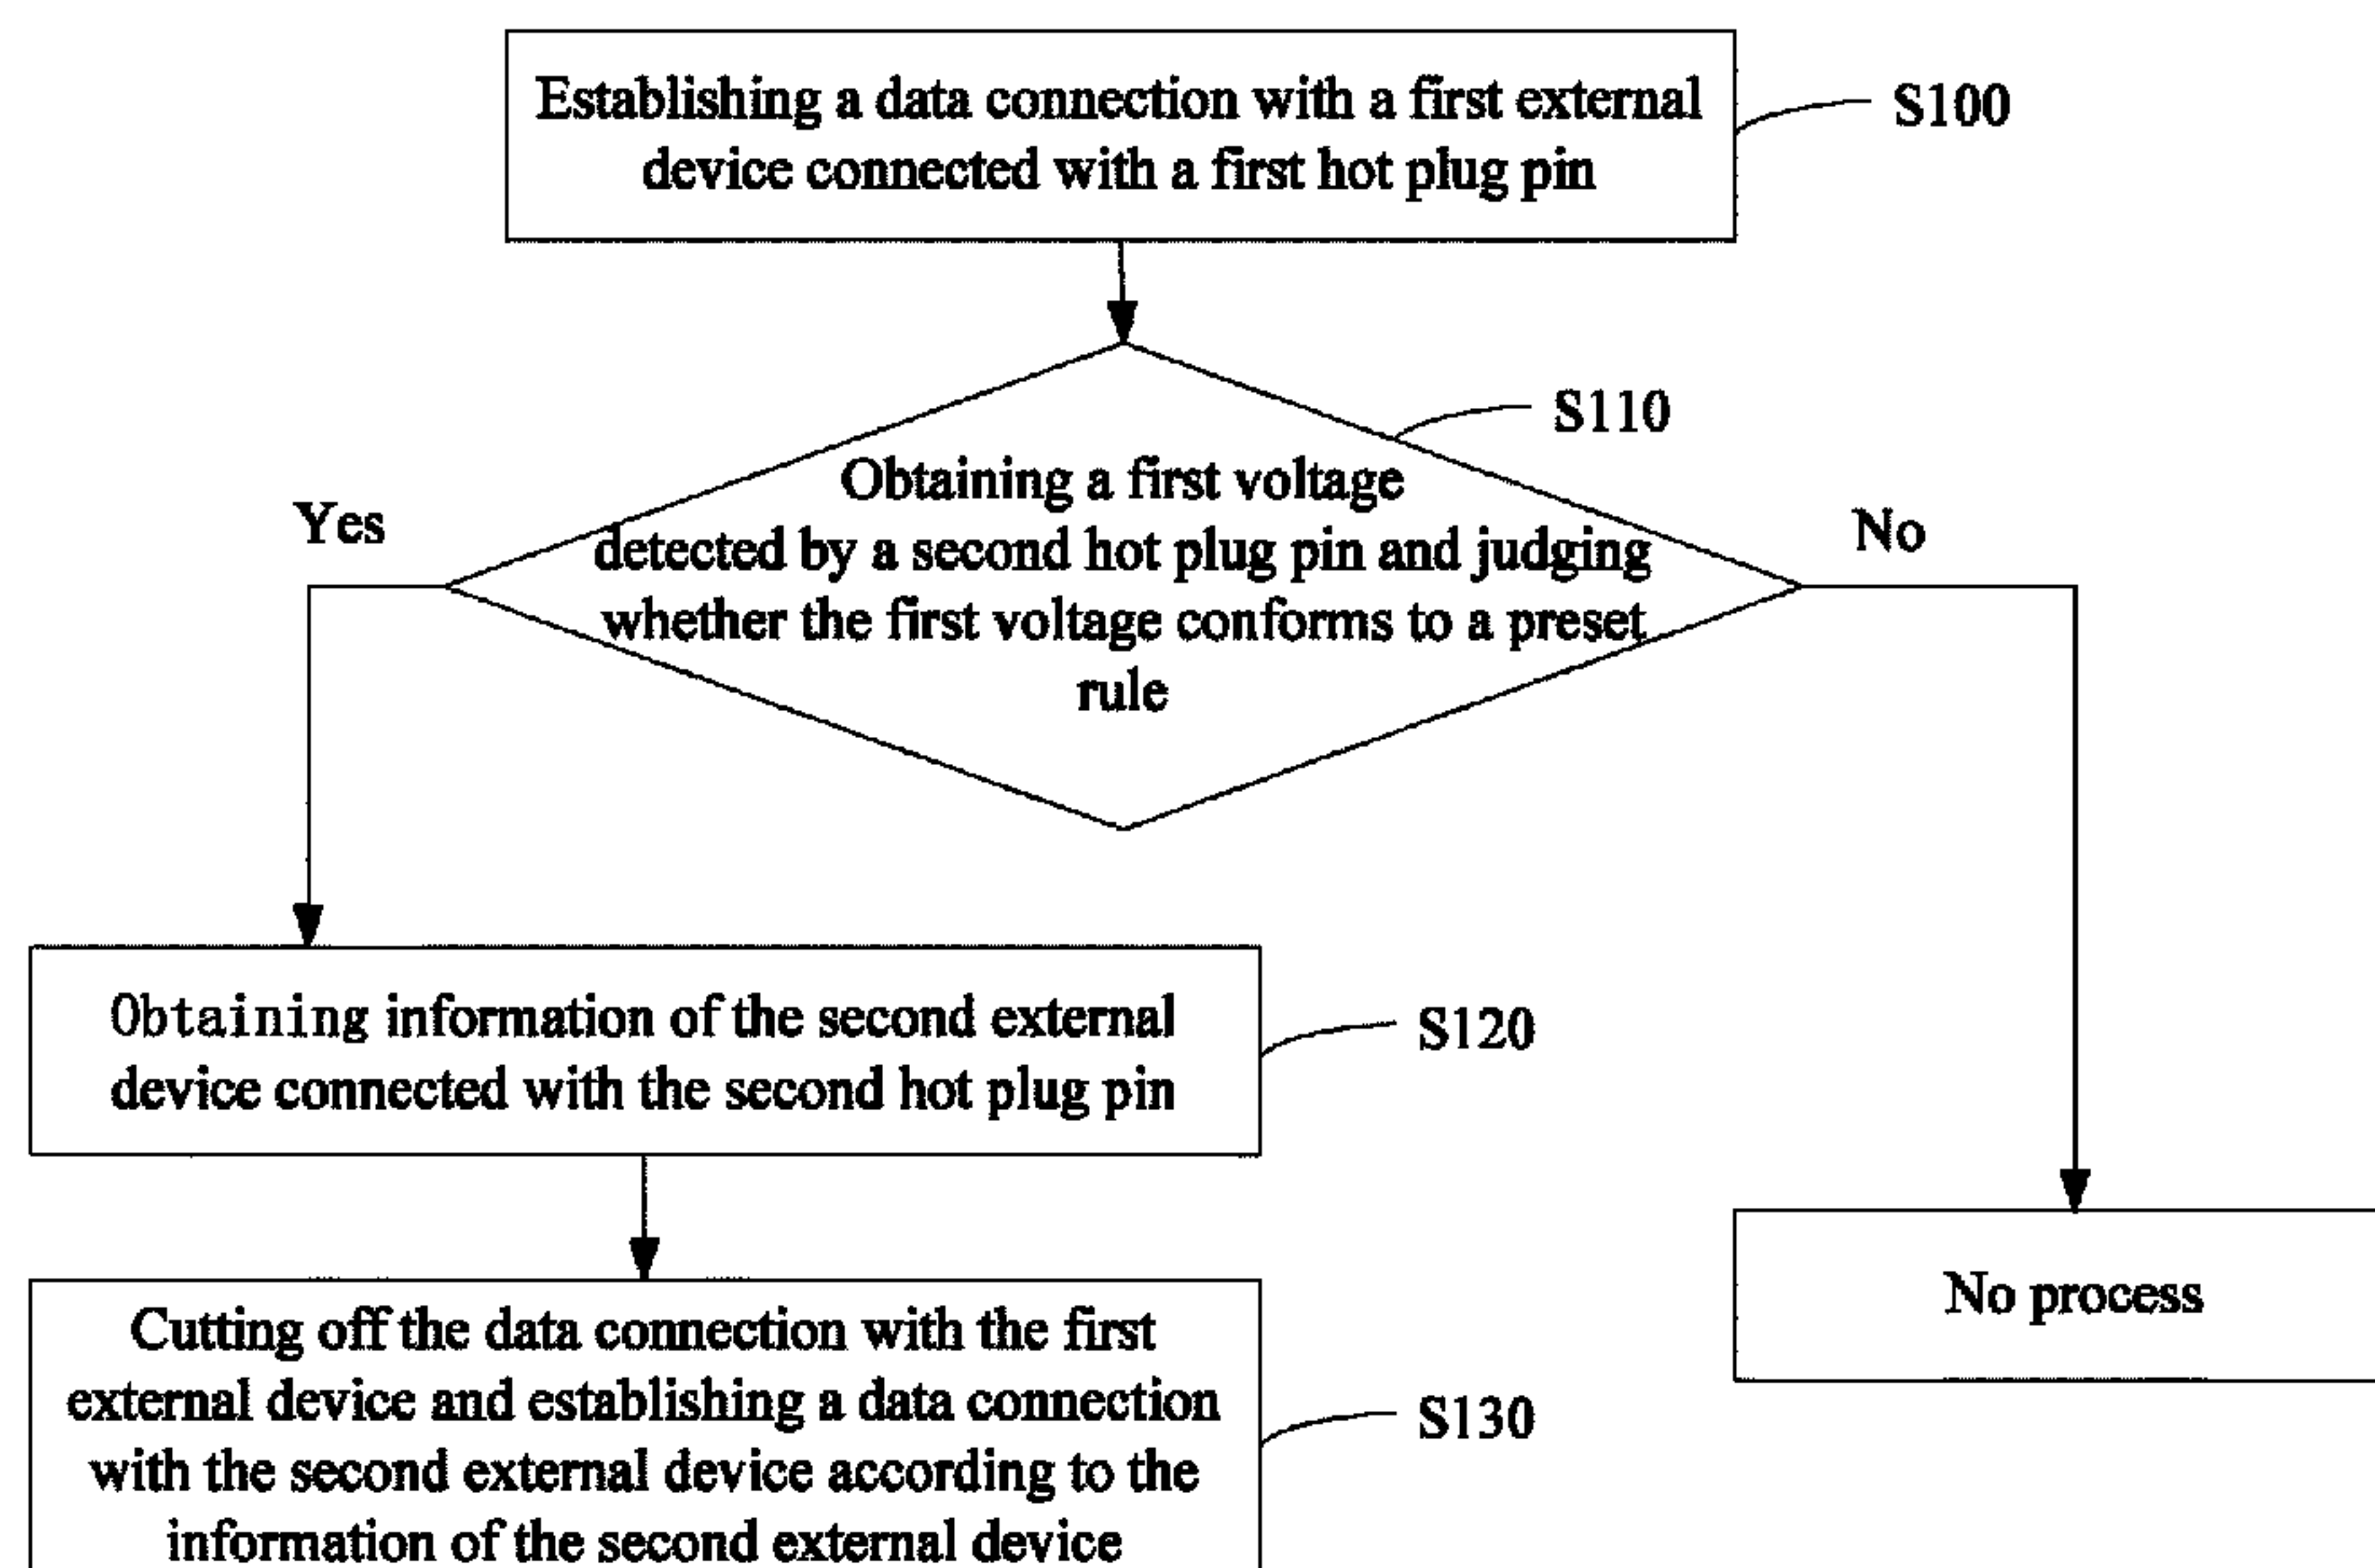 Establishing a data connection with a first external
device connected with a first hot plug pin
S100
S110
Obtaining a first voltage
detected by a second hot plug pin and judging
whether the first voltage conforms to a preset
rule
Yes
No
Obtaining information of the second external
device connected with the second hot plug pin
S120
No process
Cutting off the data connection with the first
external device and establishing a data connection
with the second external device according to the
information of the second external device
S130